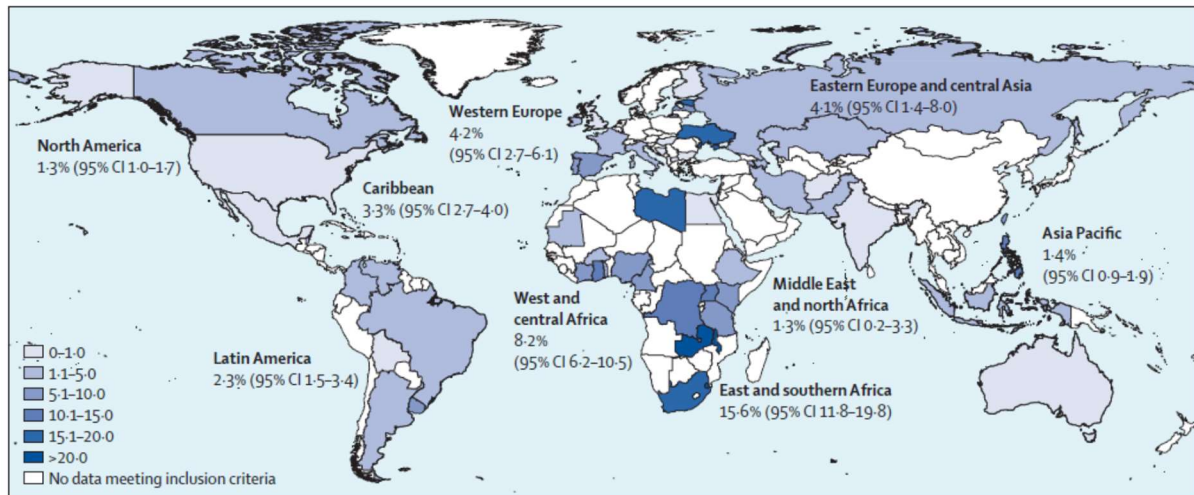 Eastern Europe and central Asia
4·1% (95% CI 1·4–8·0)
Western Europe
4·2%
(95% CI 2·7–6·1)
North America
1·3% (95% CI 1·0–1·7)
Caribbean
3·3% (95% CI 2·7–4·0)
Asia Pacific
1·4%
(95% CI 0·9–1·9)
Middle East
and north Africa
1·3% (95% CI 0·2–3·3)
West and
central Africa
8·2%
(95% CI 6·2–10·5)
Latin America
2·3% (95% CI 1·5–3·4)
East and southern Africa
15·6% (95% CI 11·8–19·8)
0–1·0
1·1–5·0
5·1–10·0
10·1–15·0
15·1–20·0
>20·0
No data meeting inclusion criteria